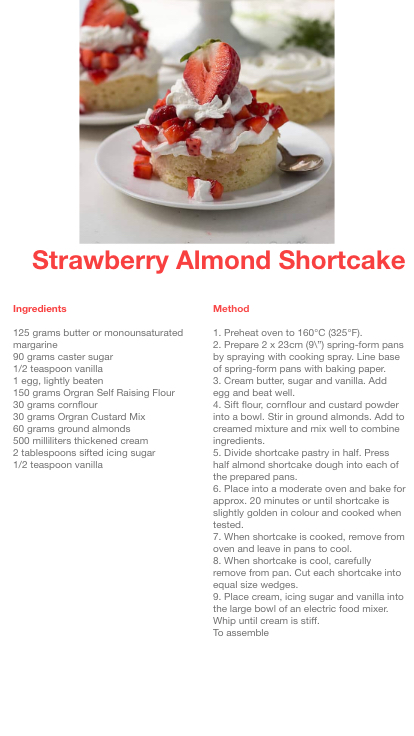 Strawberry Almond Shortcake
Ingredients
125 grams butter or monounsaturated
margarine
90 grams caster sugar
1/2 teaspoon vanilla
1 egg, lightly beaten
150 grams Orgran Self Raising Flour
30 grams cornflour
30 grams Orgran Custard Mix
60 grams ground almonds
500 milliliters thickened cream
2 tablespoons sifted icing sugar
1/2 teaspoon vanilla
Method
1. Preheat oven to 160°C (325°F).
2. Prepare 2 x 23cm (9\") spring-form pans
by spraying with cooking spray. Line base
of spring-form pans with baking paper.
3. Cream butter, sugar and vanilla. Add
egg and beat well.
4. Sift flour, cornflour and custard powder
into a bowl. Stir in ground almonds. Add to
creamed mixture and mix well to combine
ingredients.
5. Divide shortcake pastry in half. Press
half almond shortcake dough into each of
the prepared pans.
6. Place into a moderate oven and bake for
approx. 20 minutes or until shortcake is
slightly golden in colour and cooked when
tested.
7. When shortcake is cooked, remove from
oven and leave in pans to cool.
8. When shortcake is cool, carefully
remove from pan. Cut each shortcake into
equal size wedges.
9. Place cream, icing sugar and vanilla into
the large bowl of an electric food mixer.
Whip until cream is stiff.
To assemble